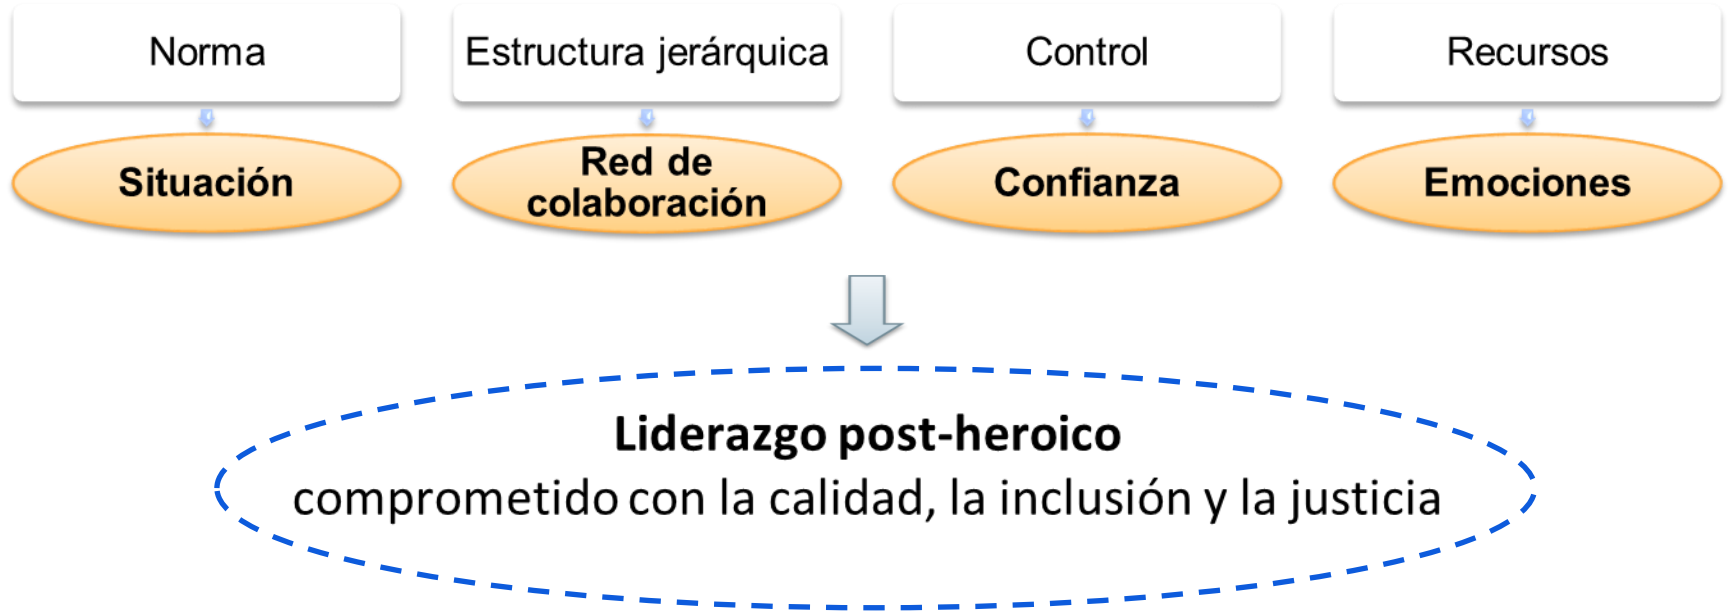 Norma
Estructura jerárquica
Control
Recursos
Situación
Red de
colaboración
Confianza
Emociones
Liderazgo post-heroico
comprometido con la calidad, la inclusión y la justicia